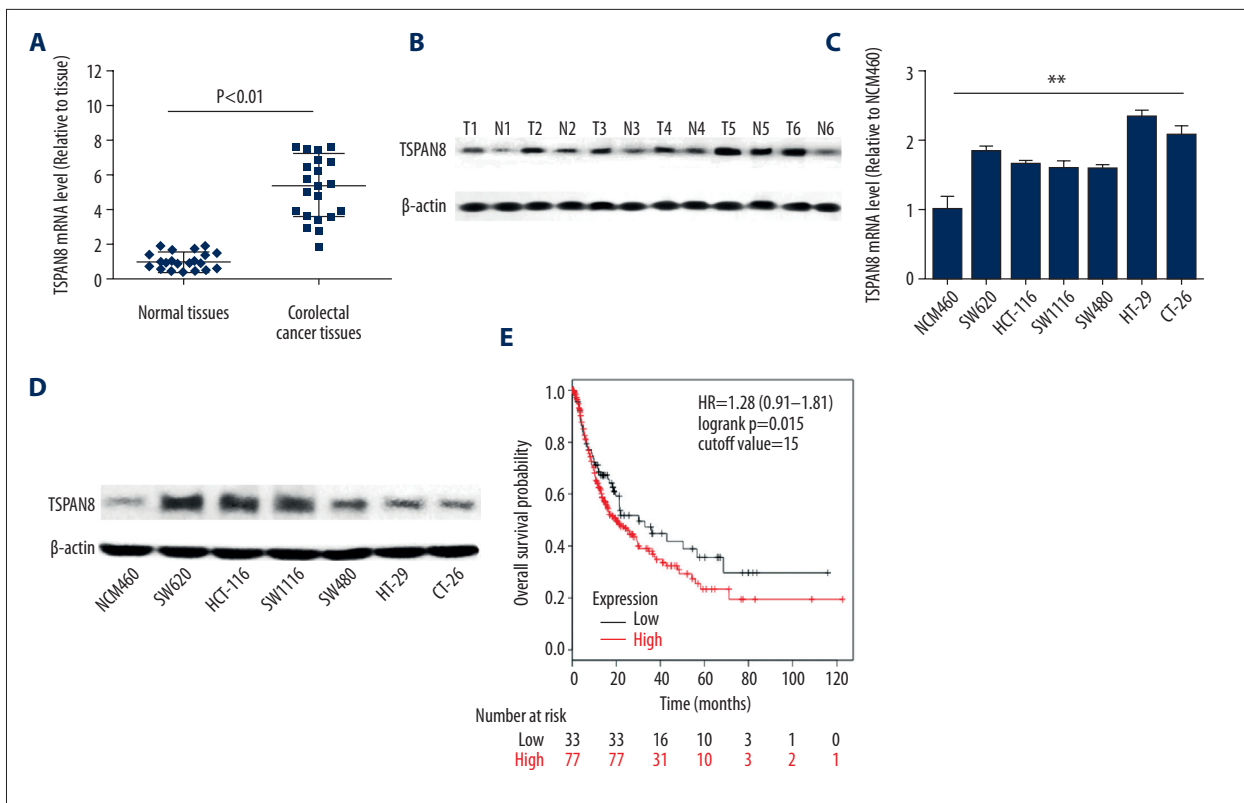 A
TSPAN8 mRNA level (Relative to tissue)
12
10
8
6
4
2
0
P<0.01
Normal tissues
Corolectal
cancer tissues
B
T1 N1 T2 N2 T3 N3 T4 N4 T5 N5 T6 N6
TSPAN8
β-actin
C
TSPAN8 mRNA level (Relative to NCM460)
3
2
1
0
**
NCM460
SW620
HCT-116
SW1116
SW480
HT-29
CT-26
D
TSPAN8
β-actin
NCM460
SW620
HCT-116
SW1116
SW480
HT-29
CT-26
E
Overall survival probability
1.0
0.8
0.6
0.4
0.2
0.0
HR=1.28 (0.91–1.81)
logrank p=0.015
cutoff value=15
Expression
Low
High
0 20 40 60 80 100 120
Time (months)
Number at risk
Low 33 33 16 10 3 1 0
High 77 77 31 10 3 2 1